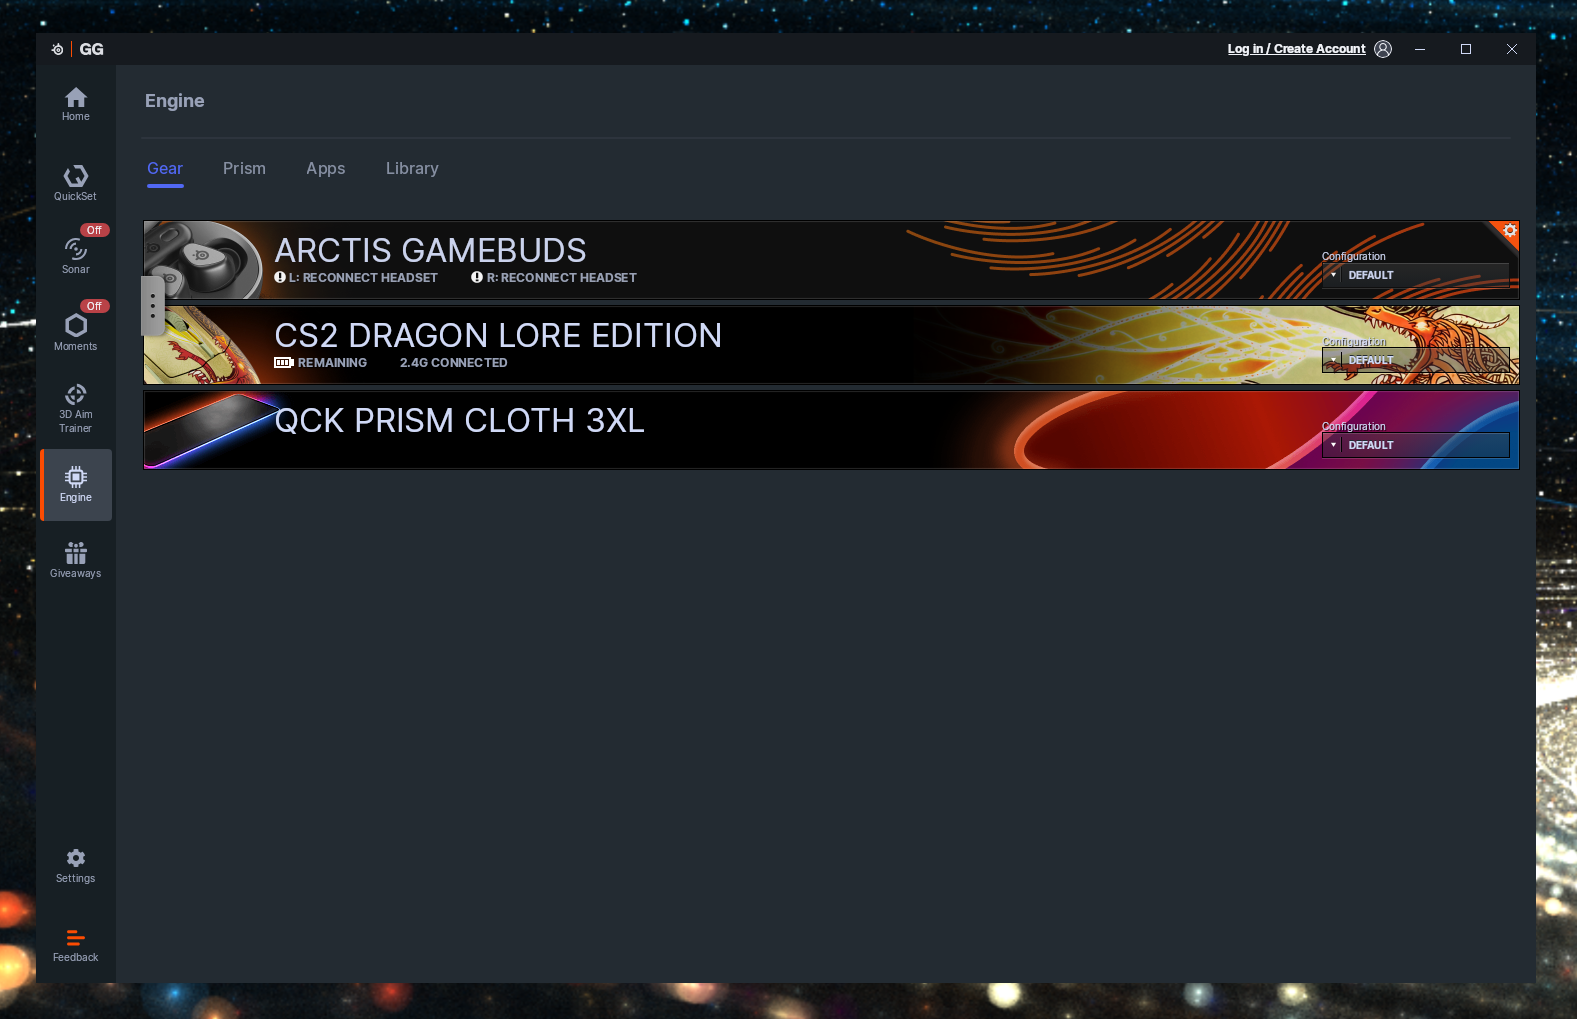 GG
Log in / Create Account
Home
QuickSet
Off
Sonar
Off
Moments
3D Aim
Trainer
Engine
Giveaways
Settings
Feedback
Engine
Gear Prism Apps Library
ARCTIS GAMEBUDS
L: RECONNECT HEADSET R: RECONNECT HEADSET
Configuration
DEFAULT
CS2 DRAGON LORE EDITION
REMAINING 2.4G CONNECTED
Configuration
DEFAULT
QCK PRISM CLOTH 3XL
Configuration
DEFAULT